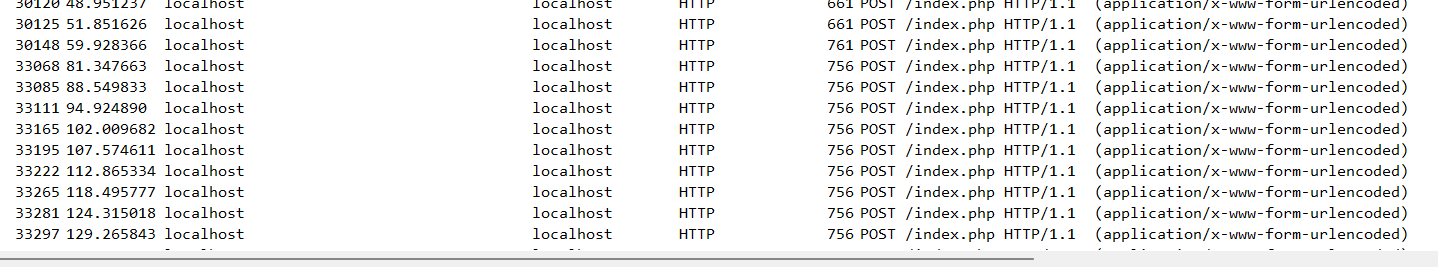 30120 48.951237 localhost localhost HTTP 661 POST /index.php HTTP/1.1 (application/x-www-form-urlencoded)
30125 51.851626 localhost localhost HTTP 661 POST /index.php HTTP/1.1 (application/x-www-form-urlencoded)
30148 59.928366 localhost localhost HTTP 761 POST /index.php HTTP/1.1 (application/x-www-form-urlencoded)
33068 81.347663 localhost localhost HTTP 756 POST /index.php HTTP/1.1 (application/x-www-form-urlencoded)
33085 88.549833 localhost localhost HTTP 756 POST /index.php HTTP/1.1 (application/x-www-form-urlencoded)
33111 94.924890 localhost localhost HTTP 756 POST /index.php HTTP/1.1 (application/x-www-form-urlencoded)
33165 102.009682 localhost localhost HTTP 756 POST /index.php HTTP/1.1 (application/x-www-form-urlencoded)
33195 107.574611 localhost localhost HTTP 756 POST /index.php HTTP/1.1 (application/x-www-form-urlencoded)
33222 112.865334 localhost localhost HTTP 756 POST /index.php HTTP/1.1 (application/x-www-form-urlencoded)
33265 118.495777 localhost localhost HTTP 756 POST /index.php HTTP/1.1 (application/x-www-form-urlencoded)
33281 124.315018 localhost localhost HTTP 756 POST /index.php HTTP/1.1 (application/x-www-form-urlencoded)
33297 129.265843 localhost localhost HTTP 756 POST /index.php HTTP/1.1 (application/x-www-form-urlencoded)